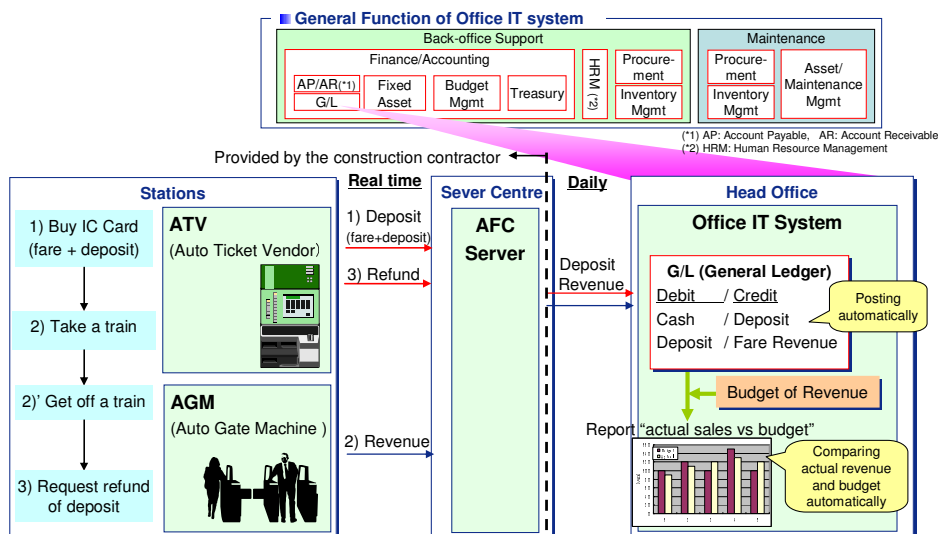 General Function of Office IT system
Back-office Support
Finance/Accounting
AP/AR(*1)
G/L
Fixed
Asset
Budget
Mgmt
Treasury
HRM (*2)
Procure-
ment
Inventory
Mgmt
Maintenance
Procure-
ment
Inventory
Mgmt
Asset/
Maintenance
Mgmt
(*1) AP: Account Payable, AR: Account Receivable
(*2) HRM: Human Resource Management
Provided by the construction contractor
Stations
1) Buy IC Card
(fare + deposit)
2) Take a train
2)' Get off a train
3) Request refund
of deposit
ATV
(Auto Ticket Vendor)
AGM
(Auto Gate Machine )
Real time
1) Deposit
(fare+deposit)
3) Refund
2) Revenue
Sever Centre
AFC
Server
Daily
Deposit
Revenue
Head Office
Office IT System
G/L (General Ledger)
Debit / Credit
Cash / Deposit
Deposit / Fare Revenue
Posting
automatically
Budget of Revenue
Report “actual sales vs budget”
Comparing
actual revenue
and budget
automatically